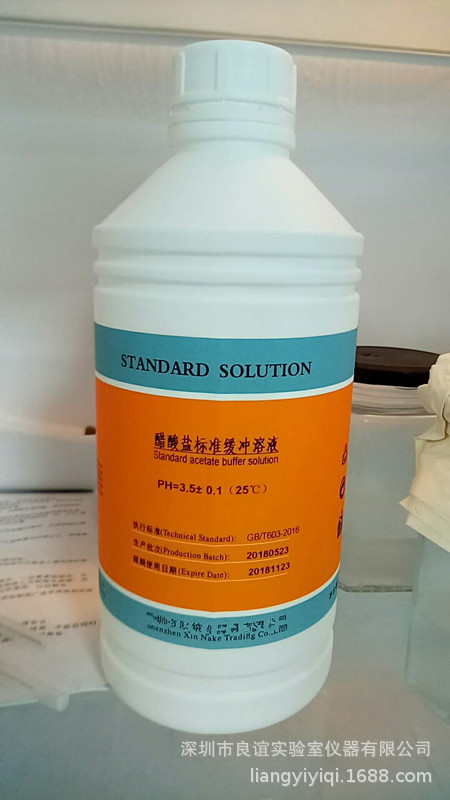 STANDARD SOLUTION
醋酸盐标准缓冲溶液
Standard acetate buffer solution
PH=3.5± 0.1（25℃）
执行标准(Technical Standard): GB/T603-2016
生产批次(Production Batch): 20180523
限期使用日期(Expire Date): 20181123
Shenzhen Xin Nake Trading Co.,
深圳市良谊实验室仪器有限公司
liangyiyiqi.1688.com